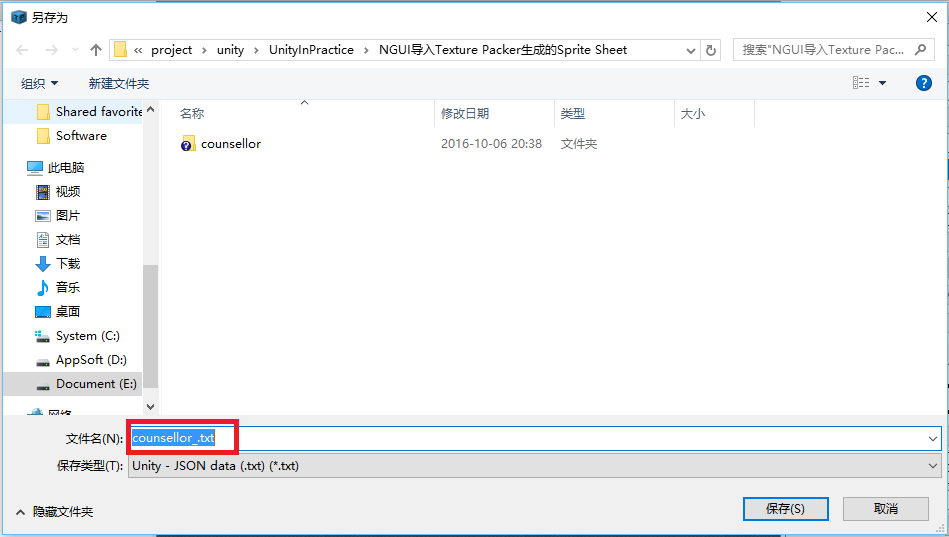 另存为
« project › unity › UnityInPractice › NGUI导入Texture Packer生成的Sprite Sheet
搜索"NGUI导入Texture Pac...
组织 新建文件夹 ?
Shared favorite
Software
此电脑
视频
图片
文档
下载
音乐
桌面
System (C:)
AppSoft (D:)
Document (E:)
网络
名称 修改日期 类型 大小
counsellor 2016-10-06 20:38 文件夹
文件名(N): counsellor_.txt
保存类型(T): Unity - JSON data (.txt) (*.txt)
隐藏文件夹 保存(S) 取消